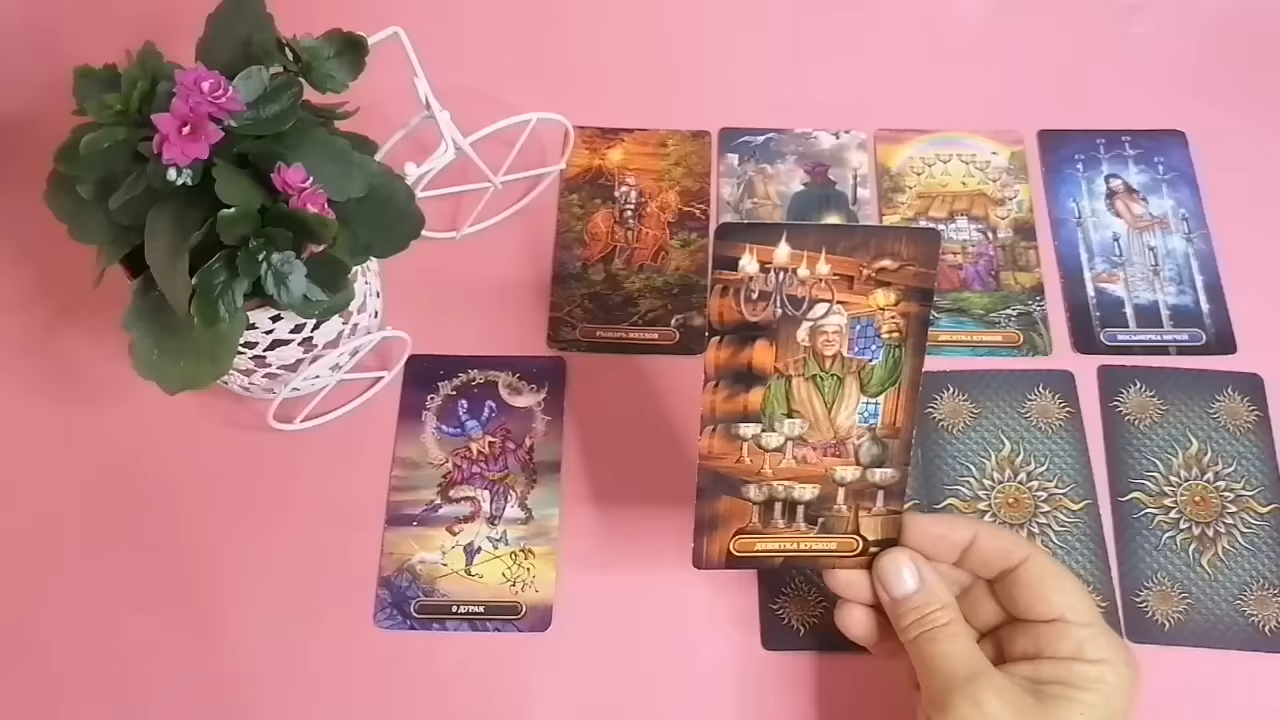 РЫЦАРЬ ЖЕЗЛОВ
ДЕСЯТКА КУБКОВ
ВОСЬМЕРКА МЕЧЕЙ
ДЕВЯТКА КУБКОВ
0 ДУРАК